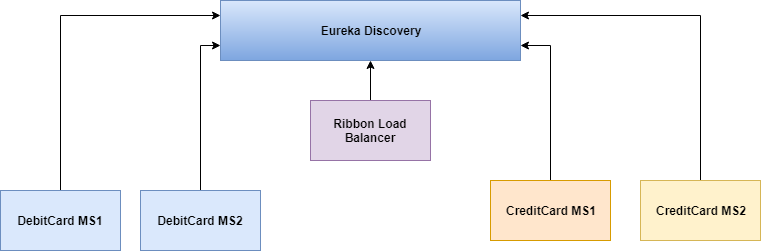 Eureka Discovery
Ribbon Load
Balancer
DebitCard MS1
DebitCard MS2
CreditCard MS1
CreditCard MS2